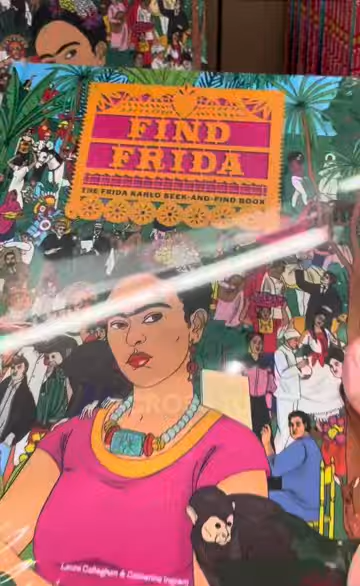 FIND
FRIDA
THE FRIDA KAHLO SEEK-AND-FIND BOOK
Laura Callaghan & Catherine Ingram